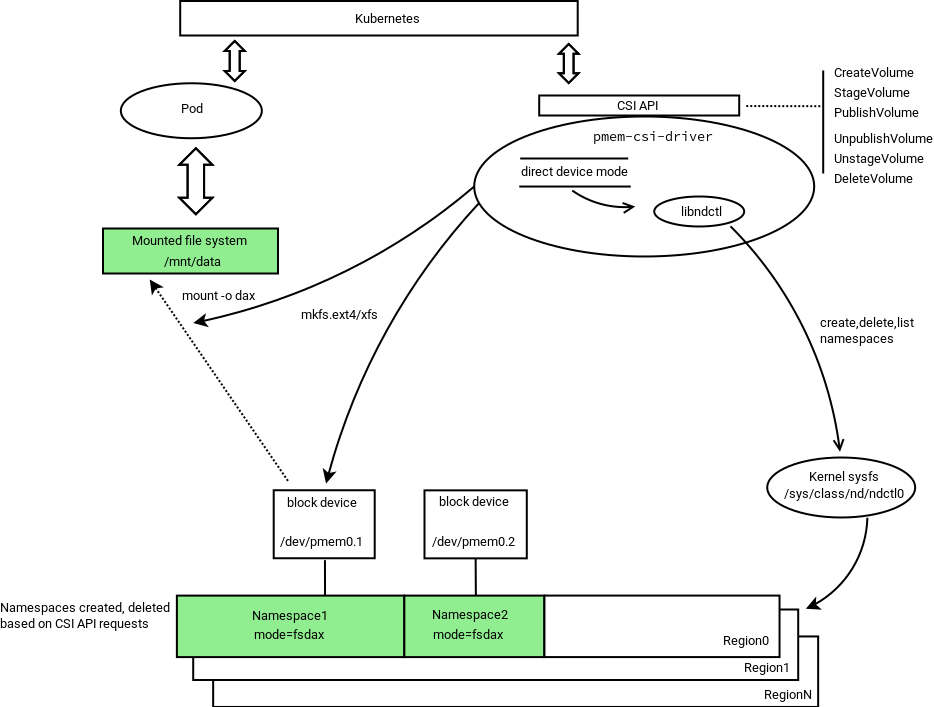 Kubernetes
Pod
CSI API
CreateVolume
StageVolume
PublishVolume
UnpublishVolume
UnstageVolume
DeleteVolume
pmem-csi-driver
direct device mode
libndctl
Mounted file system
/mnt/data
mount -o dax
mkfs.ext4/xfs
create,delete,list
namespaces
Kernel sysfs
/sys/class/nd/ndctl0
block device
/dev/pmem0.1
block device
/dev/pmem0.2
Namespaces created, deleted
based on CSI API requests
Namespace1
mode=fsdax
Namespace2
mode=fsdax
Region0
Region1
RegionN